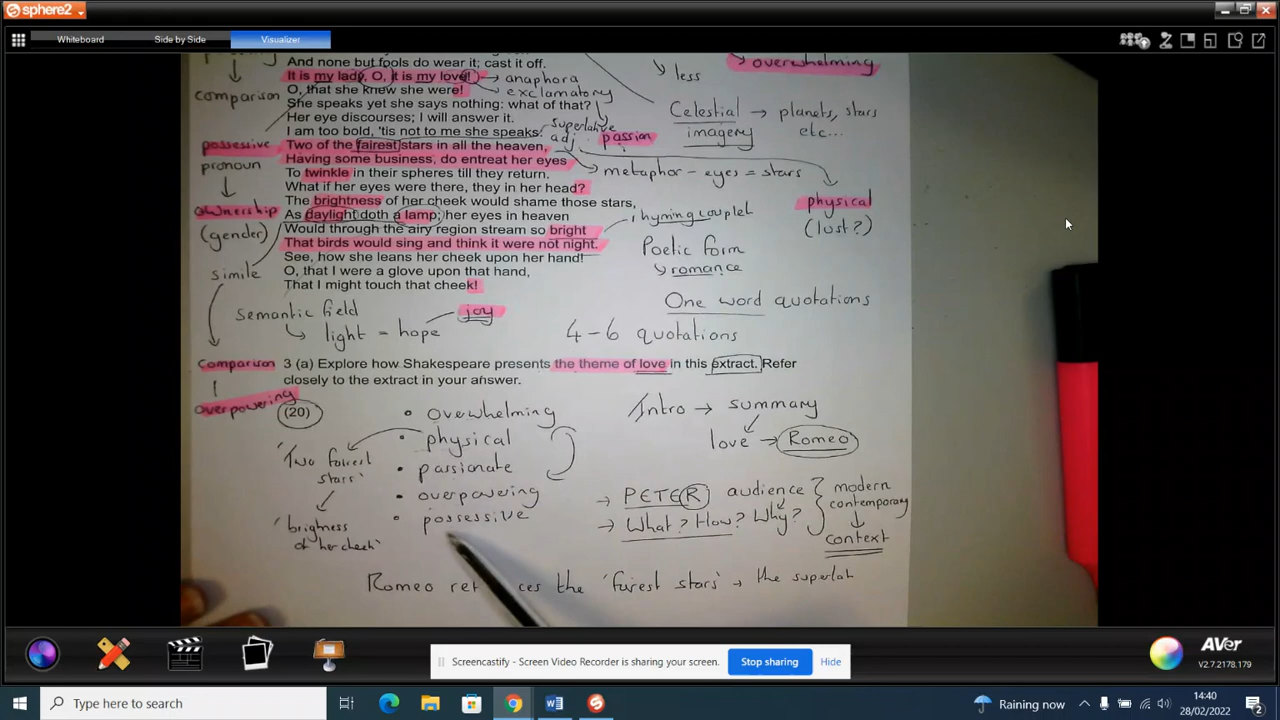 sphere2
Whiteboard
Side by Side
Visualizer
And none but fools do wear it; cast it off.
It is my lady, O, it is my love!
O, that she knew she were!
She speaks yet she says nothing: what of that?
Her eye discourses; I will answer it.
I am too bold, 'tis not to me she speaks:
Two of the fairest stars in all the heaven,
Having some business, do entreat her eyes
To twinkle in their spheres till they return.
What if her eyes were there, they in her head?
The brightness of her cheek would shame those stars,
As daylight doth a lamp; her eyes in heaven
Would through the airy region stream so bright
That birds would sing and think it were not night.
See, how she leans her cheek upon her hand!
O, that I were a glove upon that hand,
That I might touch that cheek!
comparison
possessive
pronoun
ownership
(gender)
simile
Comparison
overpowering
anaphora
exclamatory
superlative
adj
passion
metaphor - eyes = stars
rhyming couplet
Poetic form
romance
less
overwhelming
Celestial → planets, stars
imagery etc...
physical
(lust?)
One word quotations
4-6 quotations
Semantic field
light = hope
joy
3 (a) Explore how Shakespeare presents the theme of love in this extract. Refer
closely to the extract in your answer.
(20)
• overwhelming
• physical
• passionate
• overpowering
• possessive
'Two fairest
stars'
'brighness
of her cheek'
Intro → summary
love → Romeo
→ PETER audience
→ What? How? Why?
modern
contemporary
context
Romeo ces the 'fairest stars' → the superlat
Screencastify - Screen Video Recorder is sharing your screen.
Stop sharing
Hide
AVer
V2.7.2178.179
Type here to search
Raining now
14:40
28/02/2022
2